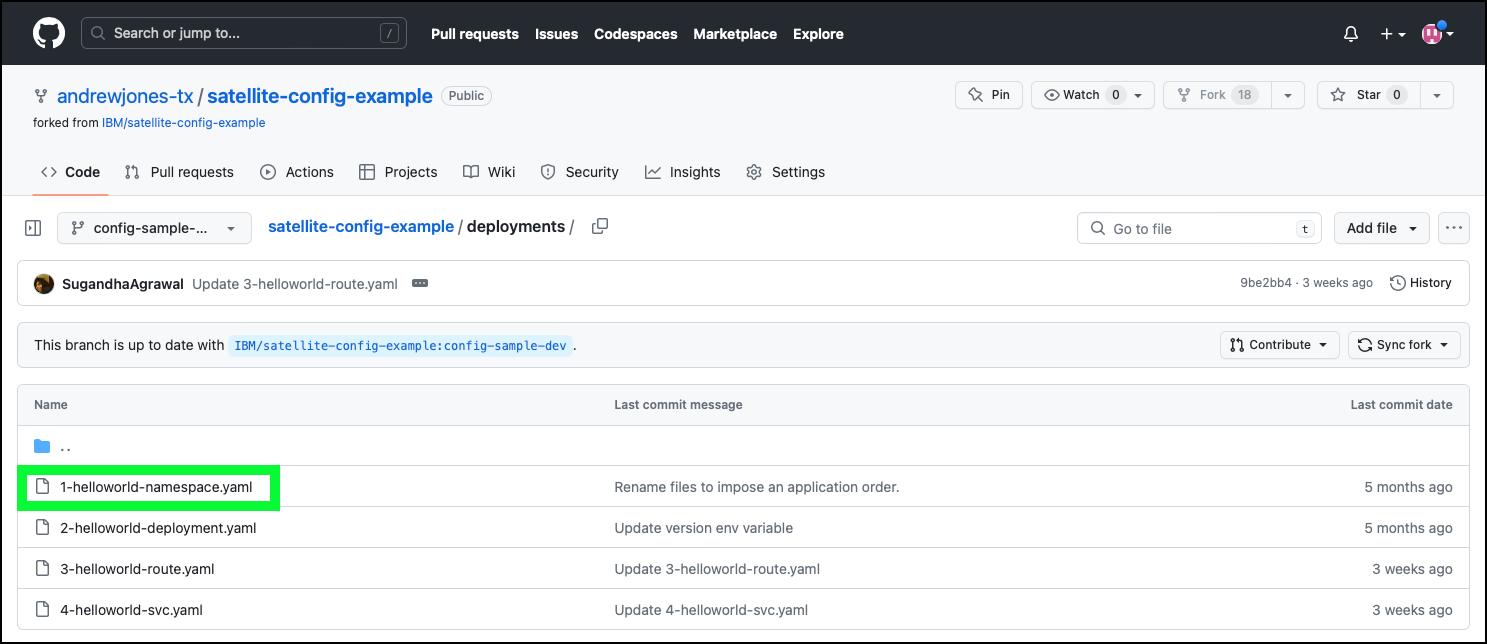 Search or jump to... /
Pull requests Issues Codespaces Marketplace Explore
andrewjones-tx / satellite-config-example Public
Pin Watch 0 Fork 18 Star 0
forked from IBM/satellite-config-example
Code Pull requests Actions Projects Wiki Security Insights Settings
config-sample-... satellite-config-example / deployments / Go to file t Add file ...
SugandhaAgrawal Update 3-helloworld-route.yaml ... 9be2bb4 · 3 weeks ago History
This branch is up to date with IBM/satellite-config-example:config-sample-dev . Contribute Sync fork
Name Last commit message Last commit date
..
1-helloworld-namespace.yaml Rename files to impose an application order. 5 months ago
2-helloworld-deployment.yaml Update version env variable 5 months ago
3-helloworld-route.yaml Update 3-helloworld-route.yaml 3 weeks ago
4-helloworld-svc.yaml Update 4-helloworld-svc.yaml 3 weeks ago